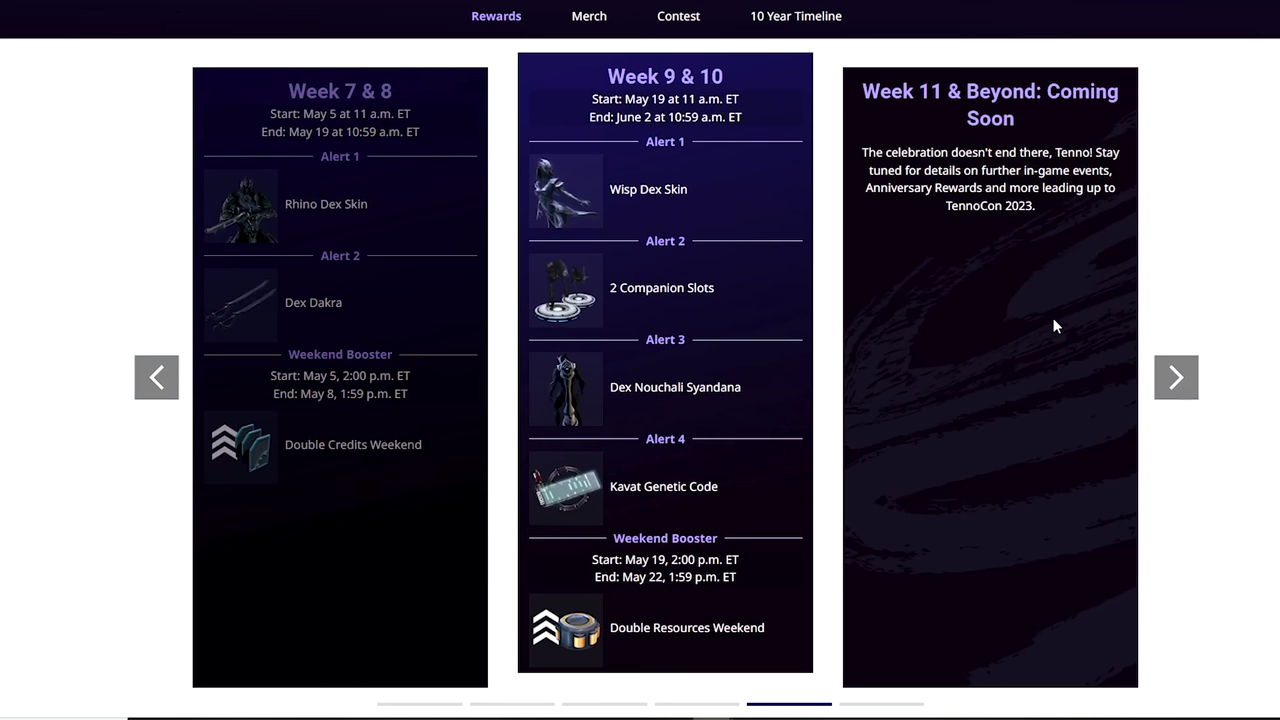 Rewards
Merch
Contest
10 Year Timeline
Week 7 & 8
Start: May 5 at 11 a.m. ET
End: May 19 at 10:59 a.m. ET
Alert 1
Rhino Dex Skin
Alert 2
Dex Dakra
Weekend Booster
Start: May 5, 2:00 p.m. ET
End: May 8, 1:59 p.m. ET
Double Credits Weekend
Week 9 & 10
Start: May 19 at 11 a.m. ET
End: June 2 at 10:59 a.m. ET
Alert 1
Wisp Dex Skin
Alert 2
2 Companion Slots
Alert 3
Dex Nouchali Syandana
Alert 4
Kavat Genetic Code
Weekend Booster
Start: May 19, 2:00 p.m. ET
End: May 22, 1:59 p.m. ET
Double Resources Weekend
Week 11 & Beyond: Coming
Soon
The celebration doesn't end there, Tenno! Stay
tuned for details on further in-game events,
Anniversary Rewards and more leading up to
TennoCon 2023.